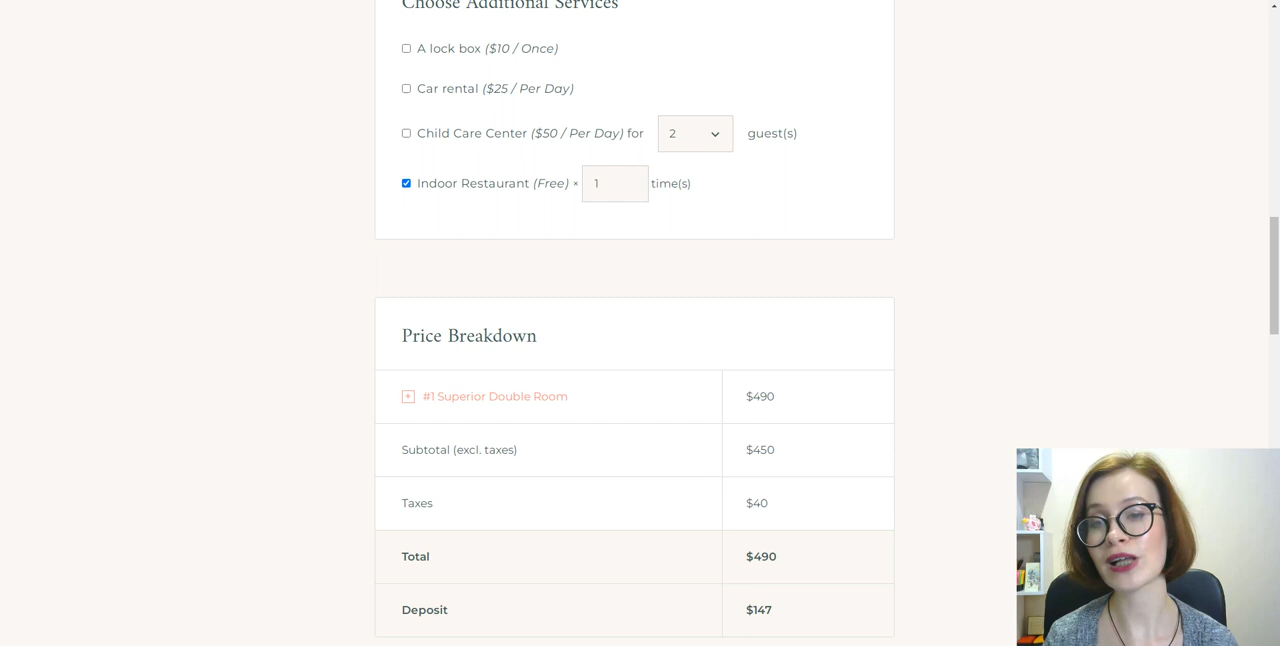 Choose Additional Services
A lock box ($10 / Once)
Car rental ($25 / Per Day)
Child Care Center ($50 / Per Day) for 2 guest(s)
Indoor Restaurant (Free) × 1 time(s)
Price Breakdown
+ #1 Superior Double Room $490
Subtotal (excl. taxes) $450
Taxes $40
Total $490
Deposit $147